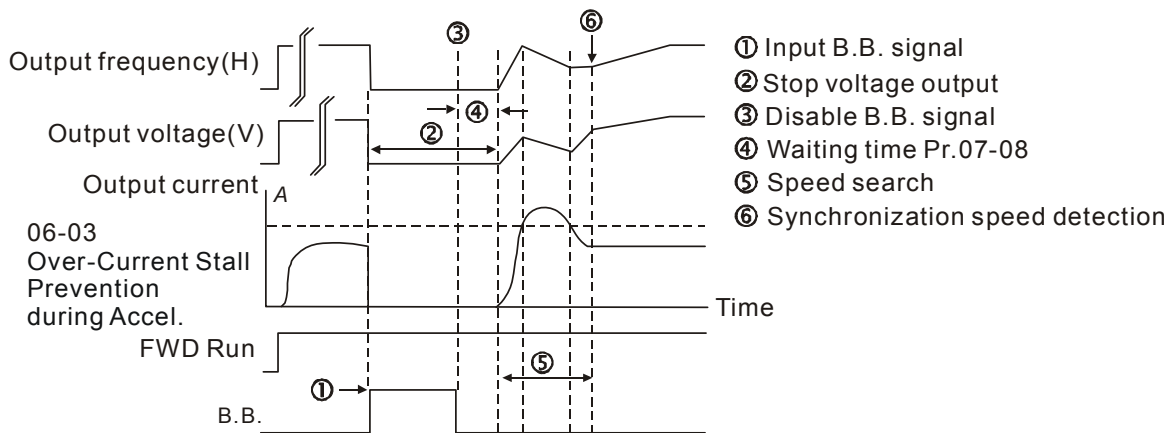 ⑥
③
Output frequency(H)
① Input B.B. signal
② Stop voltage output
③ Disable B.B. signal
④ Waiting time Pr.07-08
⑤ Speed search
⑥ Synchronization speed detection
④
Output voltage(V)
②
Output current
A
06-03
Over-Current Stall
Prevention
during Accel.
Time
FWD Run
⑤
①
B.B.